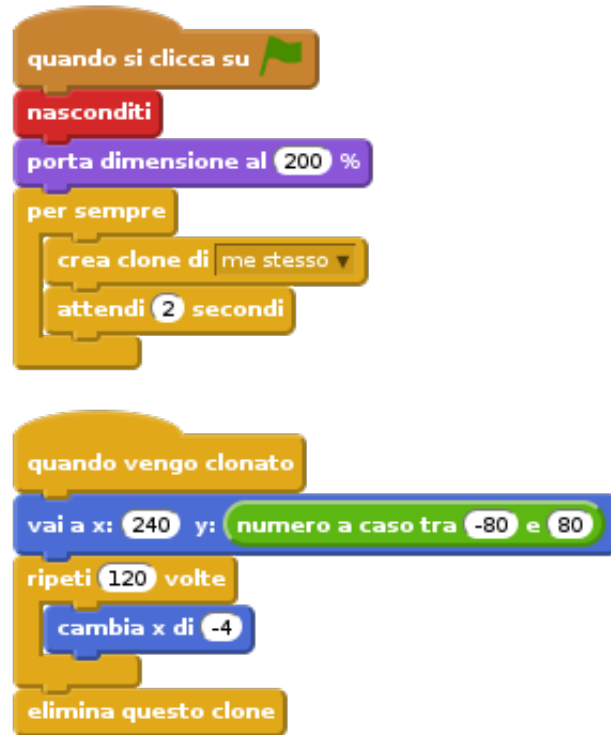 quando si clicca su
nasconditi
porta dimensione al 200 %
per sempre
crea clone di me stesso
attendi 2 secondi
quando vengo clonato
vai a x: 240 y: numero a caso tra -80 e 80
ripeti 120 volte
cambia x di -4
elimina questo clone